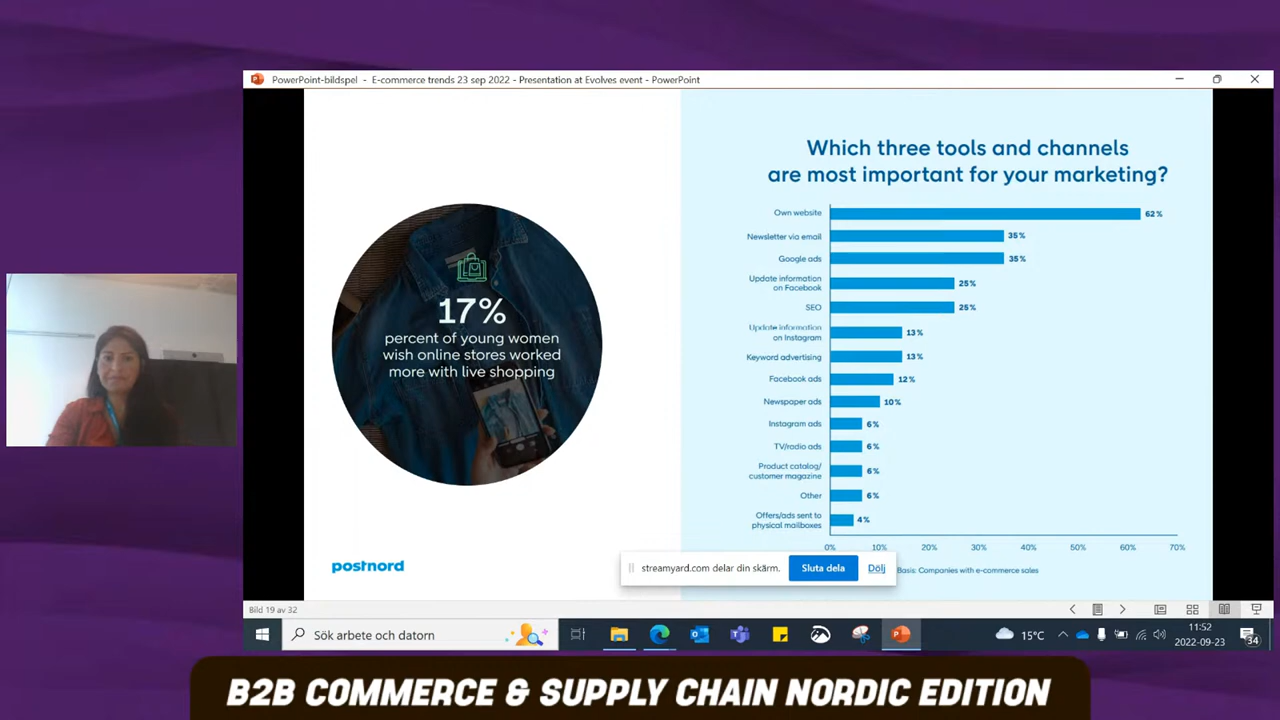 PowerPoint-bildspel - E-commerce trends 23 sep 2022 - Presentation at Evolves event - PowerPoint
17%
percent of young women
wish online stores worked
more with live shopping
postnord
Which three tools and channels
are most important for your marketing?
Own website 62%
Newsletter via email 35%
Google ads 35%
Update information
on Facebook 25%
SEO 25%
Update information
on Instagram 13%
Keyword advertising 13%
Facebook ads 12%
Newspaper ads 10%
Instagram ads 6%
TV/radio ads 6%
Product catalog/
customer magazine 6%
Other 6%
Offers/ads sent to
physical mailboxes 4%
0% 10% 20% 30% 40% 50% 60% 70%
Basis: Companies with e-commerce sales
streamyard.com delar din skärm. Sluta dela Dölj
Bild 19 av 32
Sök arbete och datorn
15°C
11:52
2022-09-23
34
B2B COMMERCE & SUPPLY CHAIN NORDIC EDITION